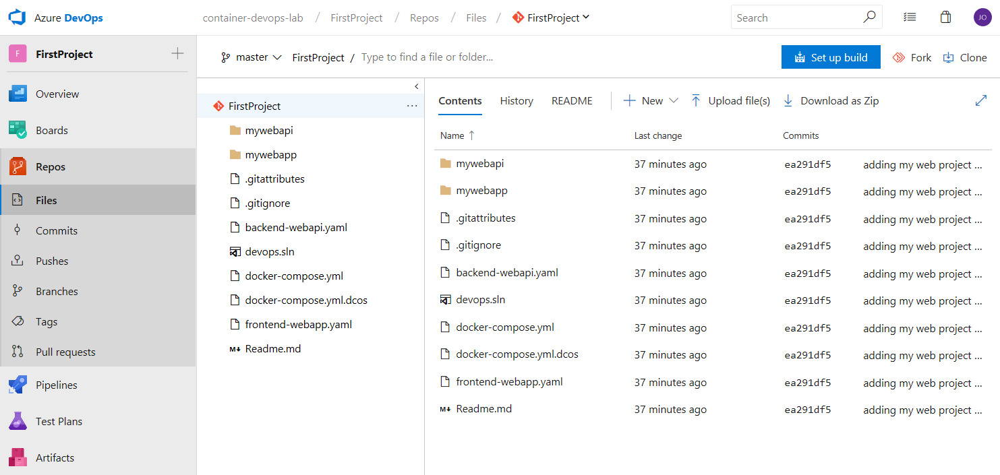 Azure DevOps
container-devops-lab / FirstProject / Repos / Files / FirstProject
Search
JO
F FirstProject
Overview
Boards
Repos
Files
Commits
Pushes
Branches
Tags
Pull requests
Pipelines
Test Plans
Artifacts
master FirstProject / Type to find a file or folder...
Set up build Fork Clone
FirstProject ...
mywebapi
mywebapp
.gitattributes
.gitignore
backend-webapi.yaml
devops.sln
docker-compose.yml
docker-compose.yml.dcos
frontend-webapp.yaml
M↓ Readme.md
Contents History README New Upload file(s) Download as Zip
Name ↑ Last change Commits
mywebapi 37 minutes ago ea291df5 adding my web project ...
mywebapp 37 minutes ago ea291df5 adding my web project ...
.gitattributes 37 minutes ago ea291df5 adding my web project ...
.gitignore 37 minutes ago ea291df5 adding my web project ...
backend-webapi.yaml 37 minutes ago ea291df5 adding my web project ...
devops.sln 37 minutes ago ea291df5 adding my web project ...
docker-compose.yml 37 minutes ago ea291df5 adding my web project ...
docker-compose.yml.dcos 37 minutes ago ea291df5 adding my web project ...
frontend-webapp.yaml 37 minutes ago ea291df5 adding my web project ...
M↓ Readme.md 37 minutes ago ea291df5 adding my web project ...